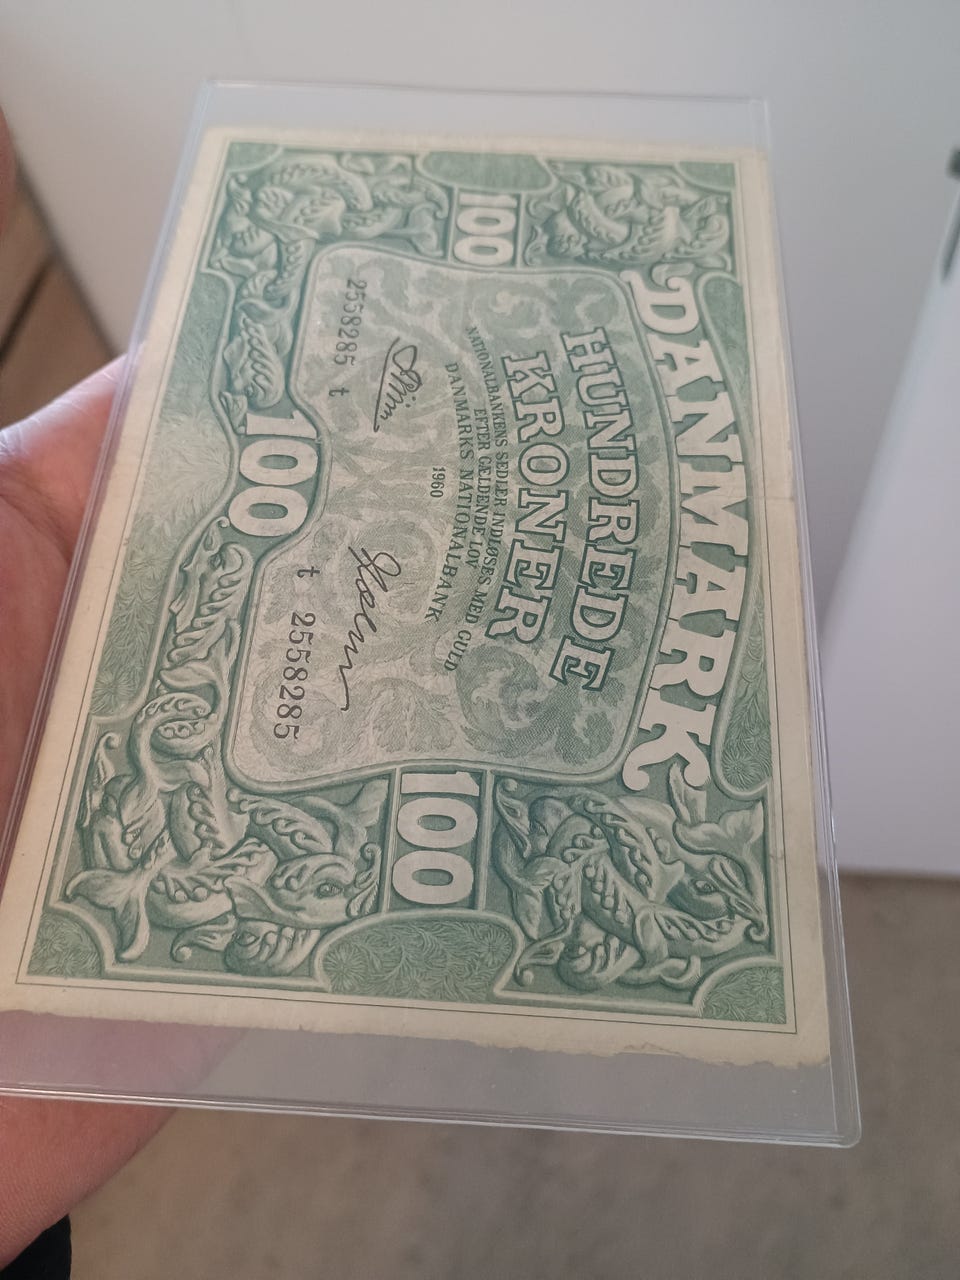 DANMARK
100
100
HUNDREDE
KRONER
NATIONALBANKENS SEDLER INDLØSES MED GULD
EFTER GÆLDENDE LOV
DANMARKS NATIONALBANK
1960
2558285 t
t 2558285
100